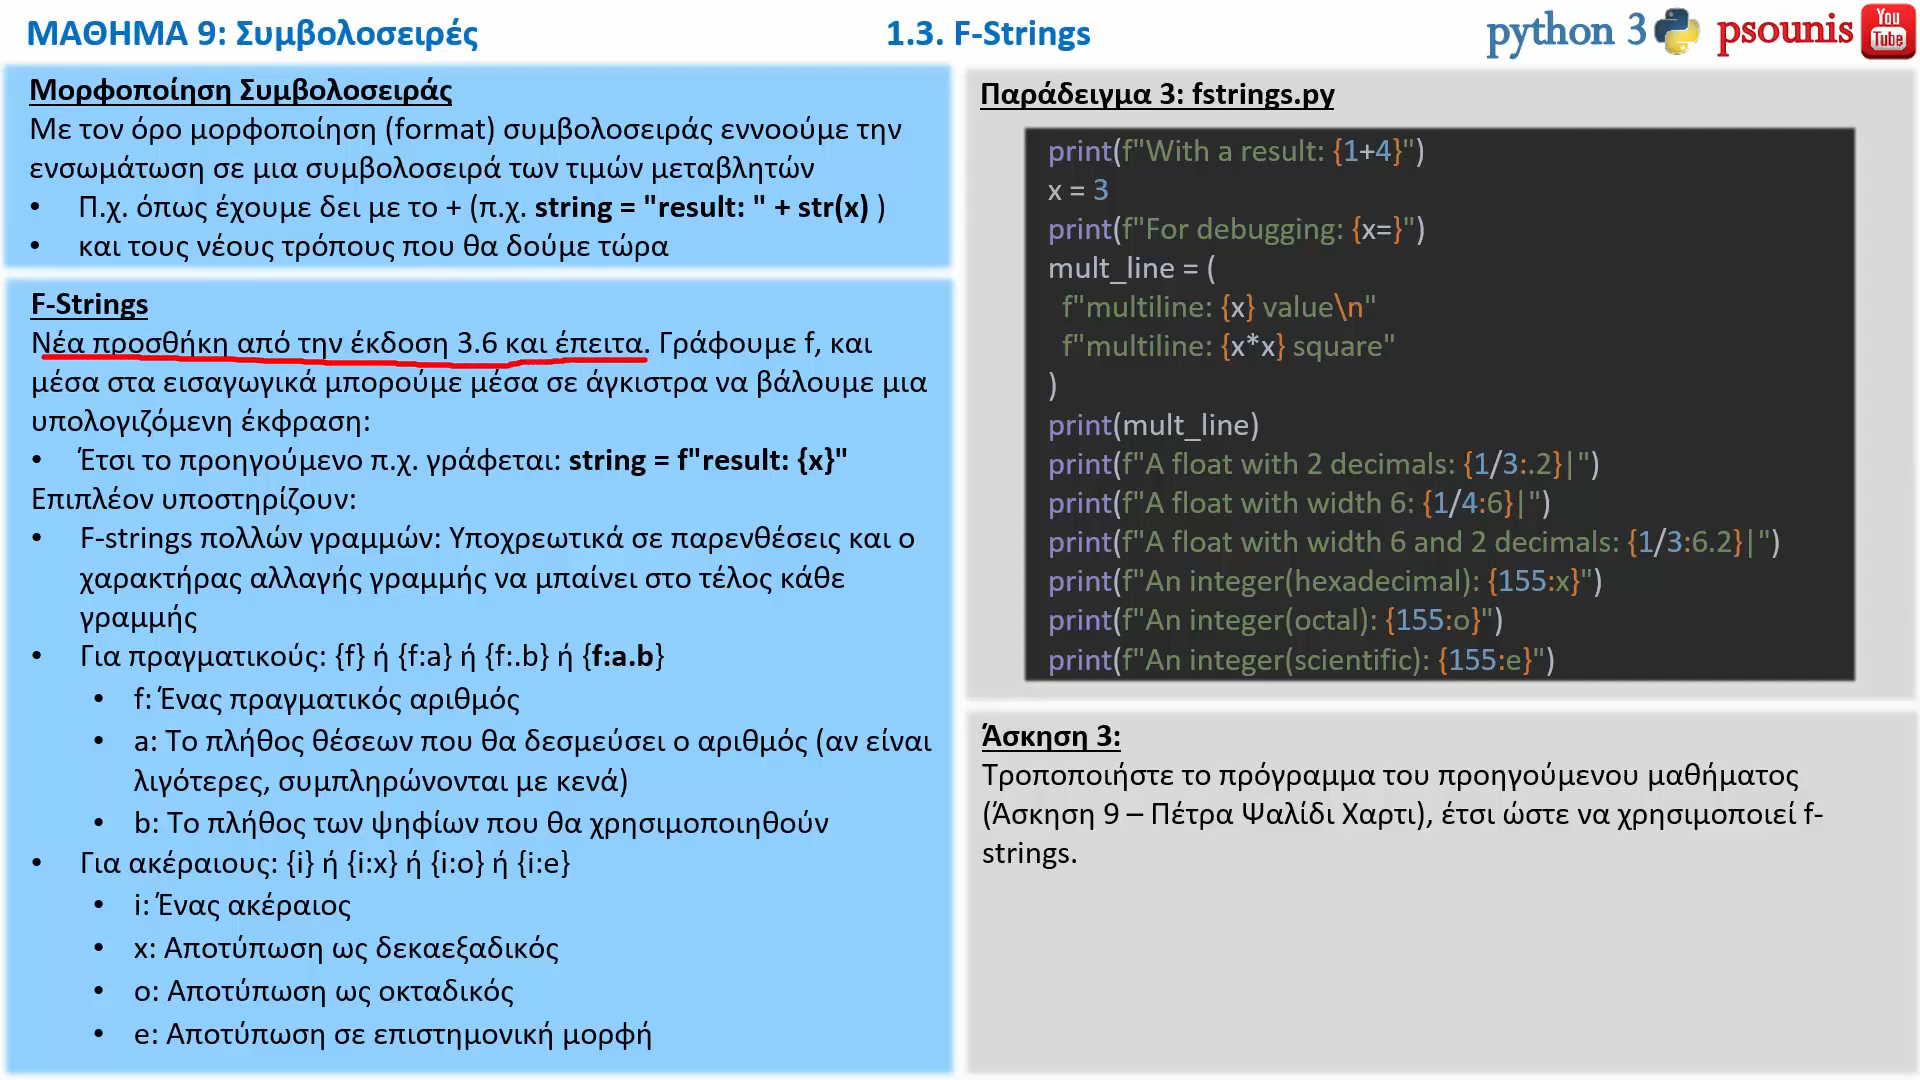 ΜΑΘΗΜΑ 9: Συμβολοσειρές
1.3. F-Strings
python 3
psounis
You
Tube
Μορφοποίηση Συμβολοσειράς
Με τον όρο μορφοποίηση (format) συμβολοσειράς εννοούμε την
ενσωμάτωση σε μια συμβολοσειρά των τιμών μεταβλητών
• Π.χ. όπως έχουμε δει με το + (π.χ. string = "result: " + str(x) )
• και τους νέους τρόπους που θα δούμε τώρα
F-Strings
Νέα προσθήκη από την έκδοση 3.6 και έπειτα. Γράφουμε f, και
μέσα στα εισαγωγικά μπορούμε μέσα σε άγκιστρα να βάλουμε μια
υπολογιζόμενη έκφραση:
• Έτσι το προηγούμενο π.χ. γράφεται: string = f"result: {x}"
Επιπλέον υποστηρίζουν:
• F-strings πολλών γραμμών: Υποχρεωτικά σε παρενθέσεις και ο
χαρακτήρας αλλαγής γραμμής να μπαίνει στο τέλος κάθε
γραμμής
• Για πραγματικούς: {f} ή {f:a} ή {f:.b} ή {f:a.b}
• f: Ένας πραγματικός αριθμός
• a: Το πλήθος θέσεων που θα δεσμεύσει ο αριθμός (αν είναι
λιγότερες, συμπληρώνονται με κενά)
• b: Το πλήθος των ψηφίων που θα χρησιμοποιηθούν
• Για ακέραιους: {i} ή {i:x} ή {i:o} ή {i:e}
• i: Ένας ακέραιος
• x: Αποτύπωση ως δεκαεξαδικός
• o: Αποτύπωση ως οκταδικός
• e: Αποτύπωση σε επιστημονική μορφή
Παράδειγμα 3: fstrings.py
print(f"With a result: {1+4}")
x = 3
print(f"For debugging: {x=}")
mult_line = (
f"multiline: {x} value\n"
f"multiline: {x*x} square"
)
print(mult_line)
print(f"A float with 2 decimals: {1/3:.2}|")
print(f"A float with width 6: {1/4:6}|")
print(f"A float with width 6 and 2 decimals: {1/3:6.2}|")
print(f"An integer(hexadecimal): {155:x}")
print(f"An integer(octal): {155:o}")
print(f"An integer(scientific): {155:e}")
Άσκηση 3:
Τροποποιήστε το πρόγραμμα του προηγούμενου μαθήματος
(Άσκηση 9 – Πέτρα Ψαλίδι Χαρτι), έτσι ώστε να χρησιμοποιεί f-
strings.